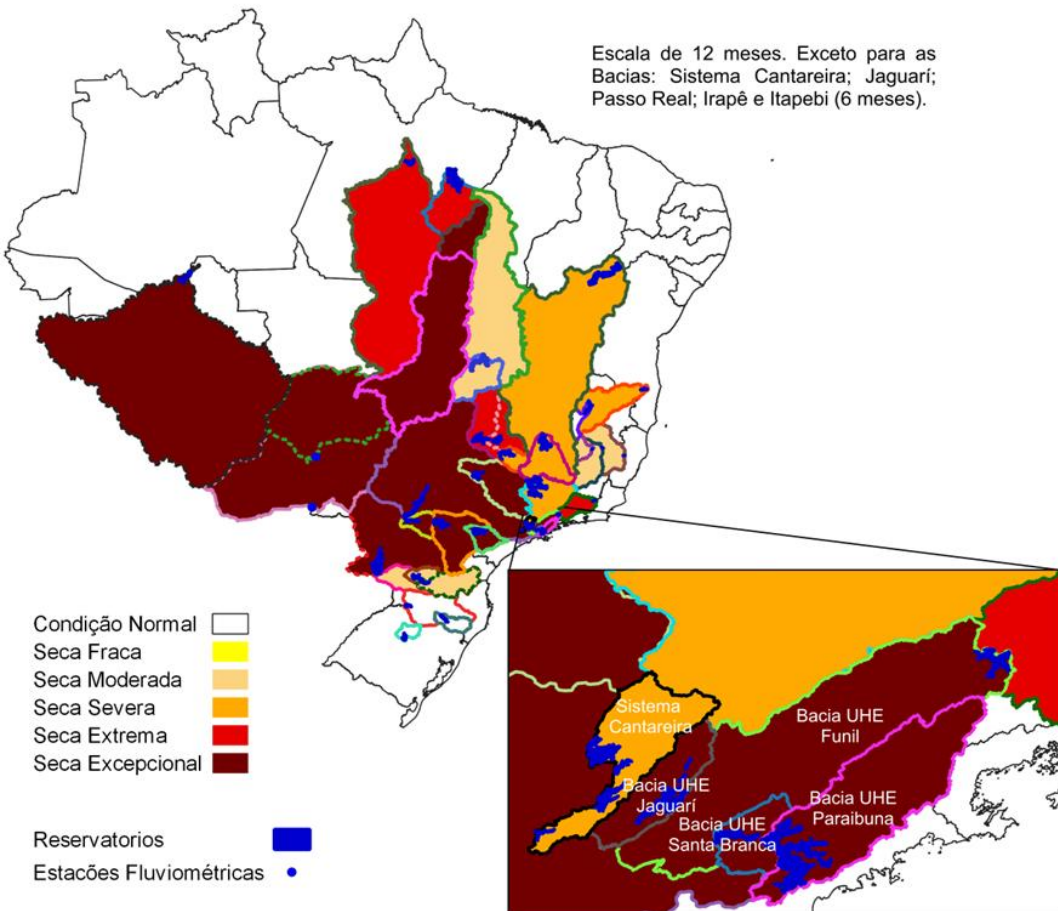 Escala de 12 meses. Exceto para as
Bacias: Sistema Cantareira; Jaguarí;
Passo Real; Irapê e Itapebi (6 meses).
Condição Normal
Seca Fraca
Seca Moderada
Seca Severa
Seca Extrema
Seca Excepcional
Reservatorios
Estacões Fluviométricas
Sistema
Cantareira
Bacia UHE
Funil
Bacia UHE
Jaguarí
Bacia UHE
Paraibuna
Bacia UHE
Santa Branca